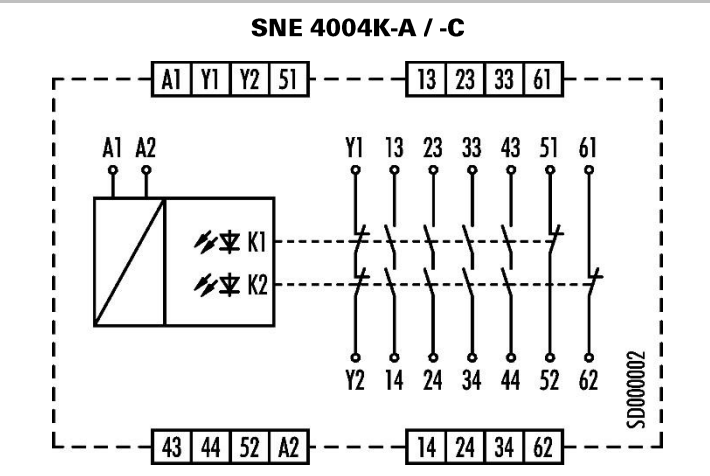 SNE 4004K-A / -C
A1 Y1 Y2 51 13 23 33 61
A1 A2 Y1 13 23 33 43 51 61
K1
K2
Y2 14 24 34 44 52 62
SD000002
43 44 52 A2 14 24 34 62